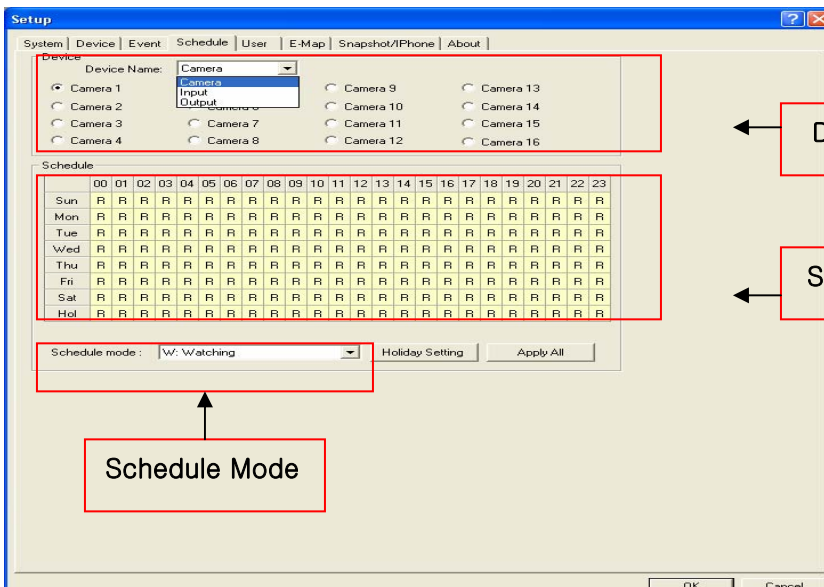 Setup
System Device Event Schedule User E-Map Snapshot/IPhone About
Device
Device Name: Camera
Camera
Input
Output
Camera 1 Camera 9 Camera 13
Camera 2 Camera 6 Camera 10 Camera 14
Camera 3 Camera 7 Camera 11 Camera 15
Camera 4 Camera 8 Camera 12 Camera 16
D
Schedule
00 01 02 03 04 05 06 07 08 09 10 11 12 13 14 15 16 17 18 19 20 21 22 23
Sun R R R R R R R R R R R R R R R R R R R R R R R R
Mon R R R R R R R R R R R R R R R R R R R R R R R R
Tue R R R R R R R R R R R R R R R R R R R R R R R R
Wed R R R R R R R R R R R R R R R R R R R R R R R R
Thu R R R R R R R R R R R R R R R R R R R R R R R R
Fri R R R R R R R R R R R R R R R R R R R R R R R R
Sat R R R R R R R R R R R R R R R R R R R R R R R R
Hol R R R R R R R R R R R R R R R R R R R R R R R R
S
Schedule mode : W: Watching Holiday Setting Apply All
Schedule Mode
OK Cancel